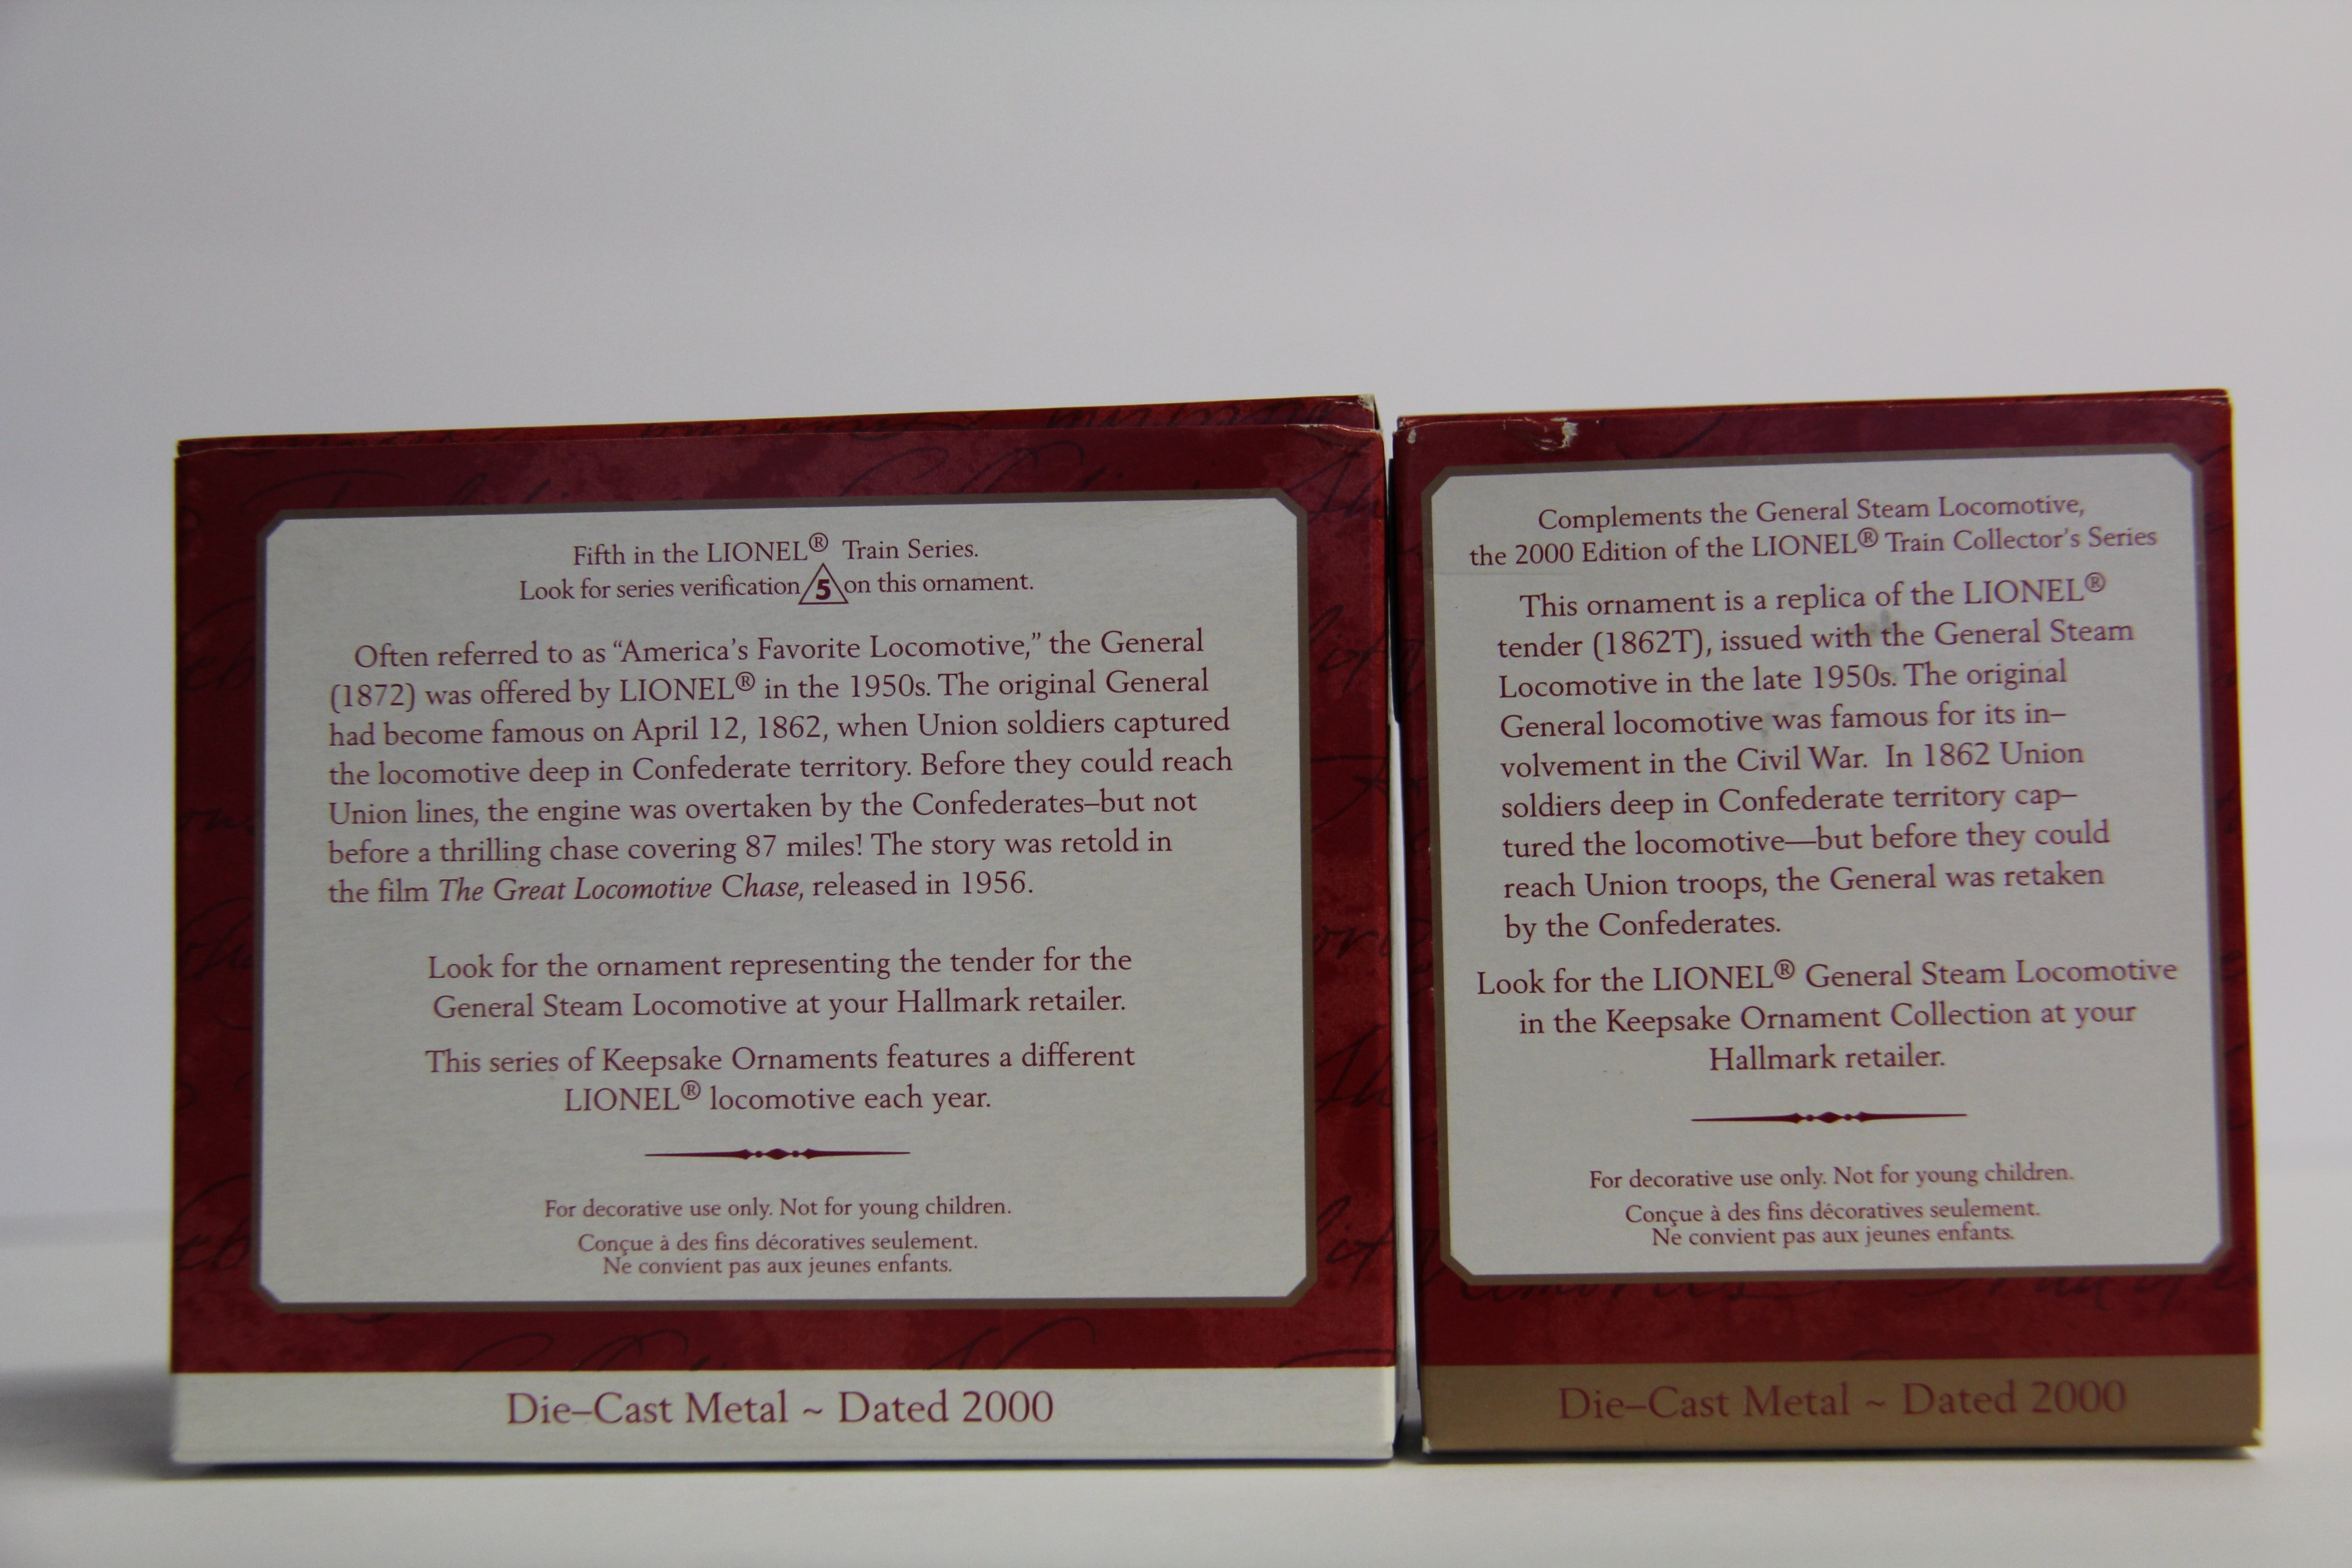 Fifth in the LIONEL® Train Series.
Look for series verification 5 on this ornament.
Often referred to as “America’s Favorite Locomotive,” the General
(1872) was offered by LIONEL® in the 1950s. The original General
had become famous on April 12, 1862, when Union soldiers captured
the locomotive deep in Confederate territory. Before they could reach
Union lines, the engine was overtaken by the Confederates–but not
before a thrilling chase covering 87 miles! The story was retold in
the film The Great Locomotive Chase, released in 1956.
Look for the ornament representing the tender for the
General Steam Locomotive at your Hallmark retailer.
This series of Keepsake Ornaments features a different
LIONEL® locomotive each year.
For decorative use only. Not for young children.
Conçue à des fins décoratives seulement.
Ne convient pas aux jeunes enfants.
Die–Cast Metal ~ Dated 2000
Complements the General Steam Locomotive,
the 2000 Edition of the LIONEL® Train Collector’s Series
This ornament is a replica of the LIONEL®
tender (1862T), issued with the General Steam
Locomotive in the late 1950s. The original
General locomotive was famous for its in–
volvement in the Civil War. In 1862 Union
soldiers deep in Confederate territory cap–
tured the locomotive—but before they could
reach Union troops, the General was retaken
by the Confederates.
Look for the LIONEL® General Steam Locomotive
in the Keepsake Ornament Collection at your
Hallmark retailer.
For decorative use only. Not for young children.
Conçue à des fins décoratives seulement.
Ne convient pas aux jeunes enfants.
Die–Cast Metal ~ Dated 2000